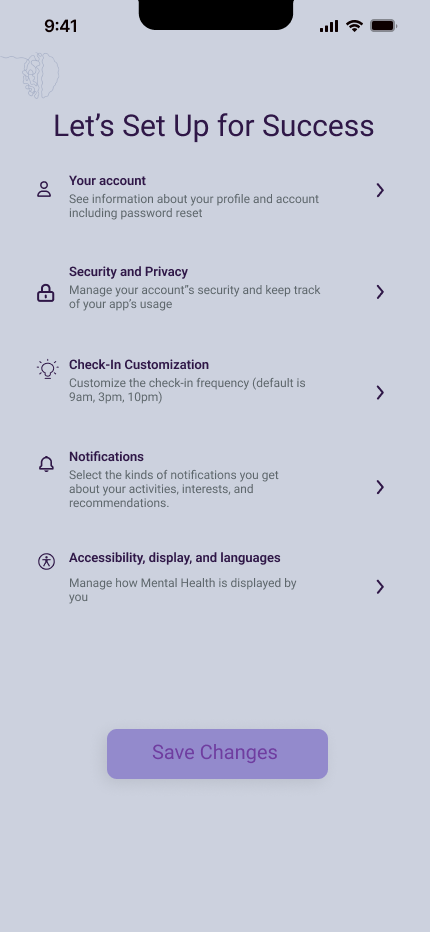 9:41
Let’s Set Up for Success
Your account
See information about your profile and account
including password reset
Security and Privacy
Manage your account”s security and keep track
of your app’s usage
Check-In Customization
Customize the check-in frequency (default is
9am, 3pm, 10pm)
Notifications
Select the kinds of notifications you get
about your activities, interests, and
recommendations.
Accessibility, display, and languages
Manage how Mental Health is displayed by
you
Save Changes